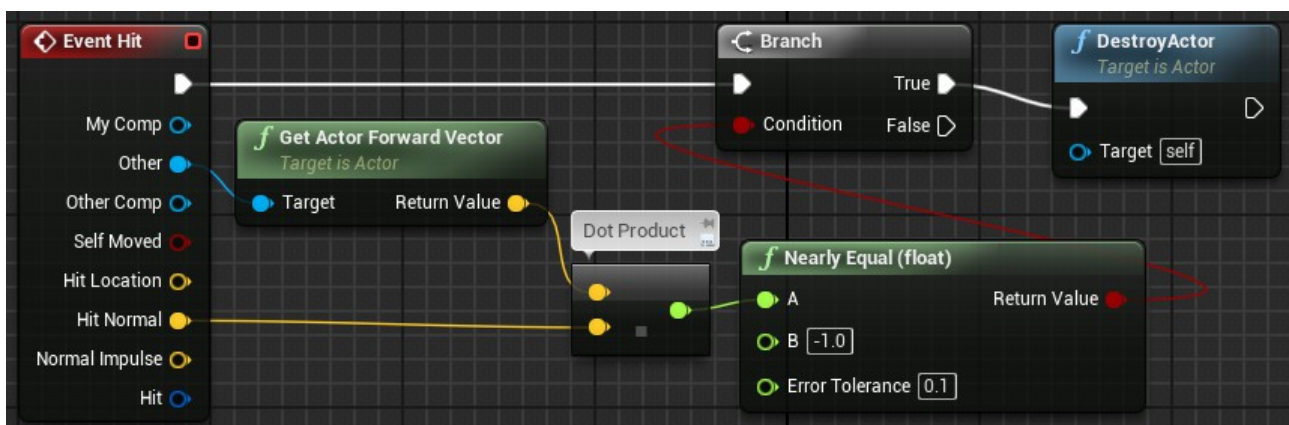 Event Hit
My Comp
Other
Other Comp
Self Moved
Hit Location
Hit Normal
Normal Impulse
Hit
f Get Actor Forward Vector
Target is Actor
Target Return Value
Dot Product
Branch
True
Condition False
f DestroyActor
Target is Actor
Target self
f Nearly Equal (float)
A Return Value
B -1.0
Error Tolerance 0.1